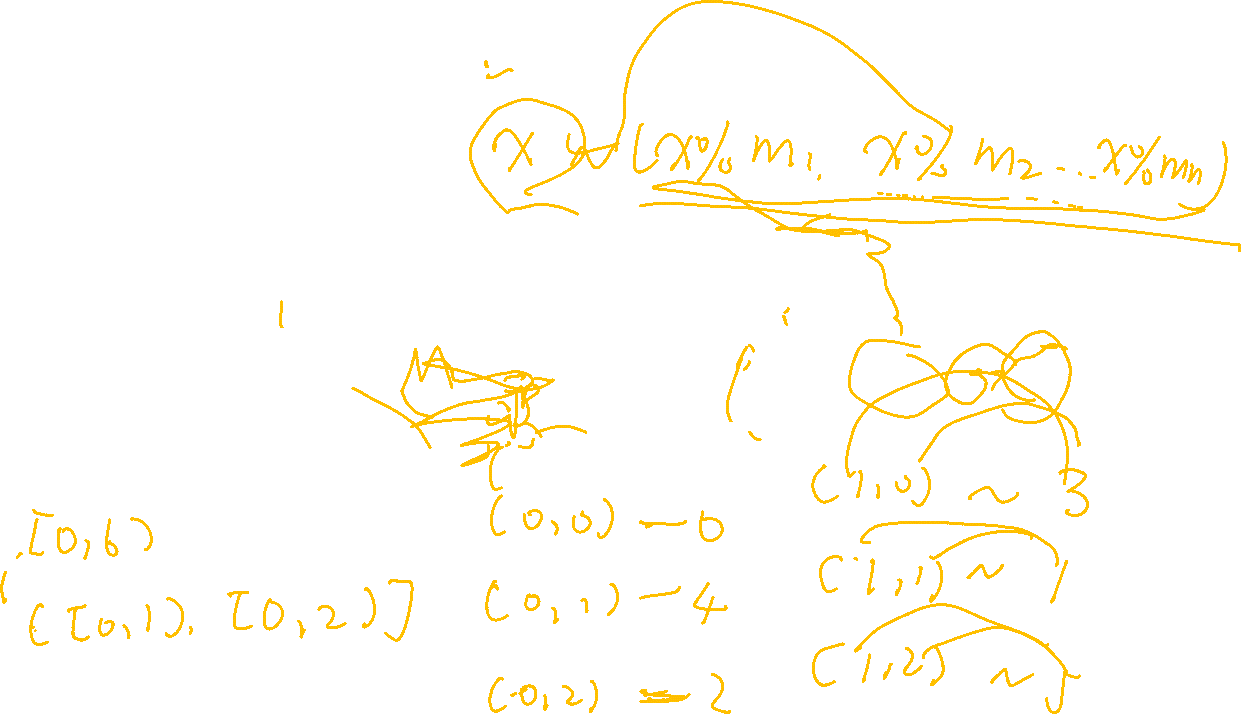 x (x%m1, x%m2 ... x%mn)
(1,0) ~ 3
(0,0) — 0
[0,6)
(1,1) ~ 1
(0,1) — 4
([0,1), [0,2)]
(1,2) ~ 5
(0,2) — 2